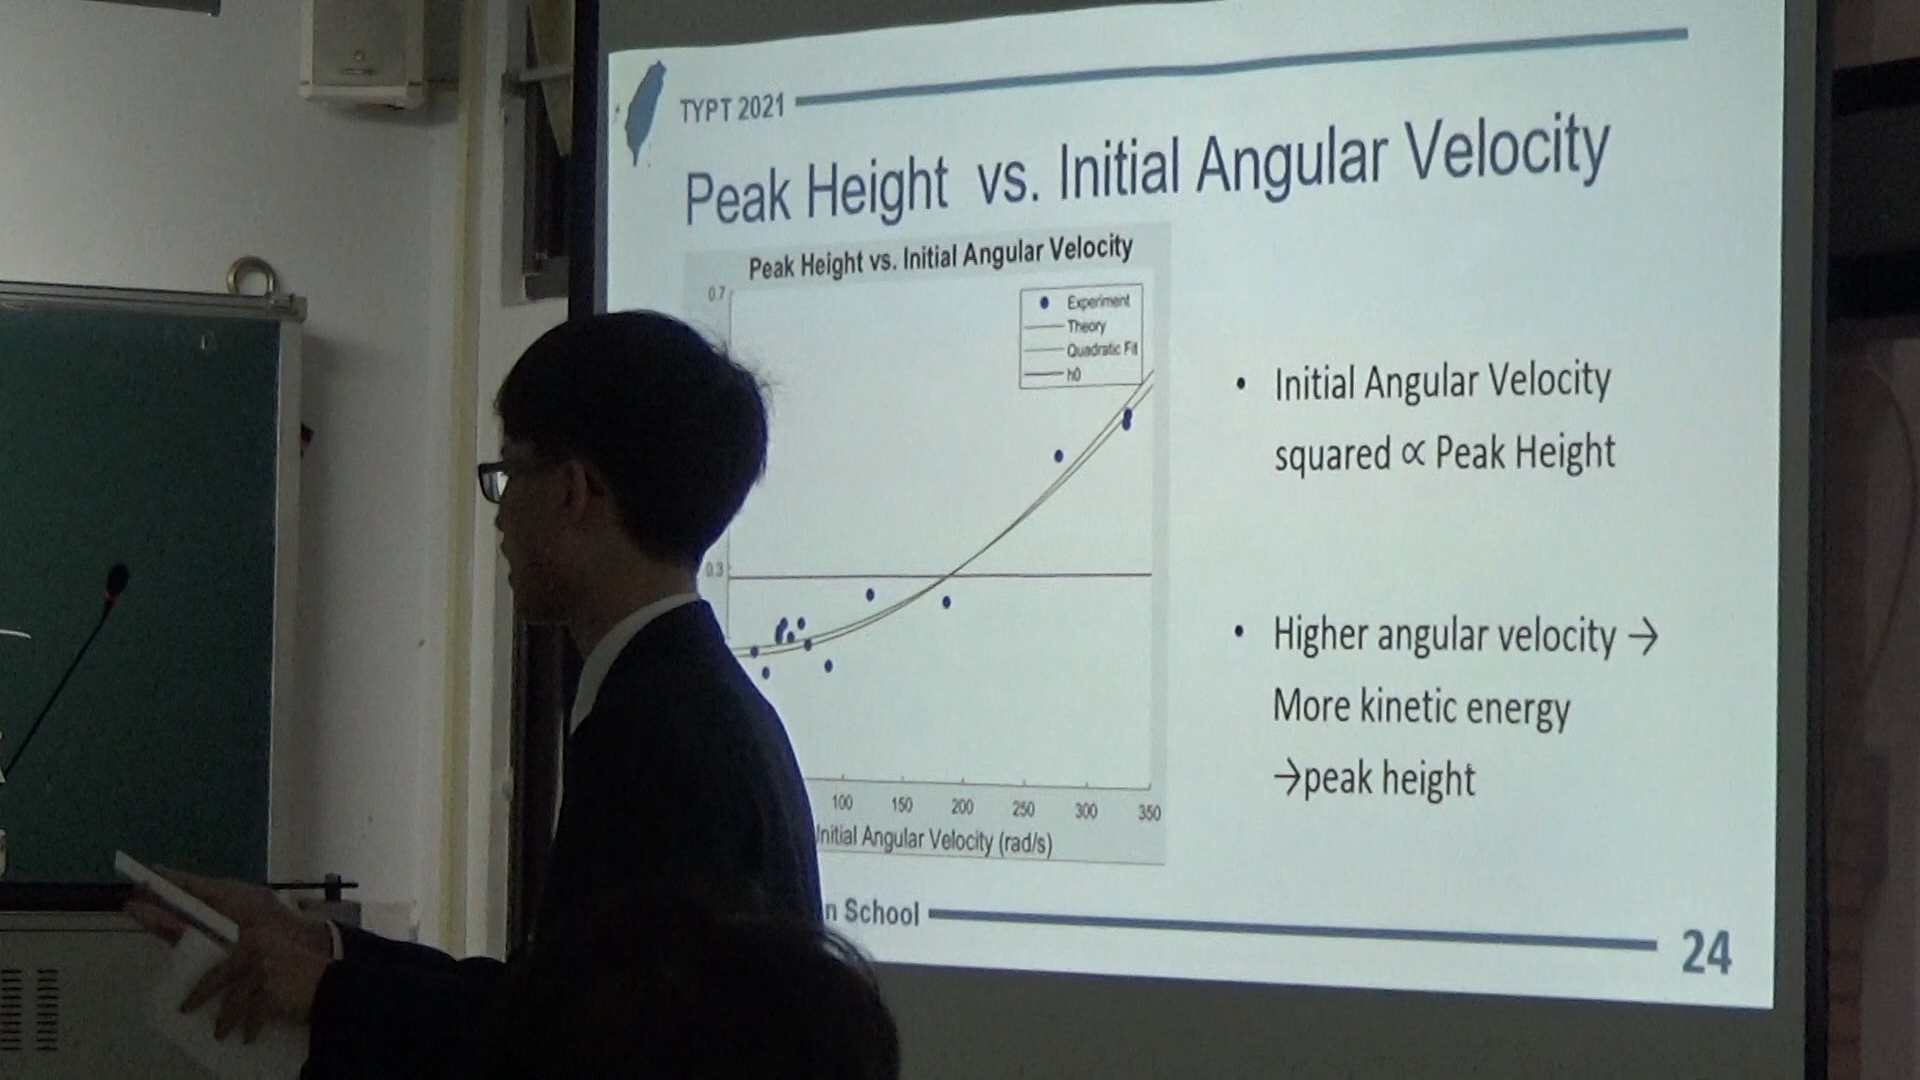 TYPT 2021
Peak Height vs. Initial Angular Velocity
Peak Height vs. Initial Angular Velocity
0.7
Experiment
Theory
Quadratic Fit
h0
0.3
100 150 200 250 300 350
Initial Angular Velocity (rad/s)
• Initial Angular Velocity
squared ∝ Peak Height
• Higher angular velocity →
More kinetic energy
→peak height
n School
24